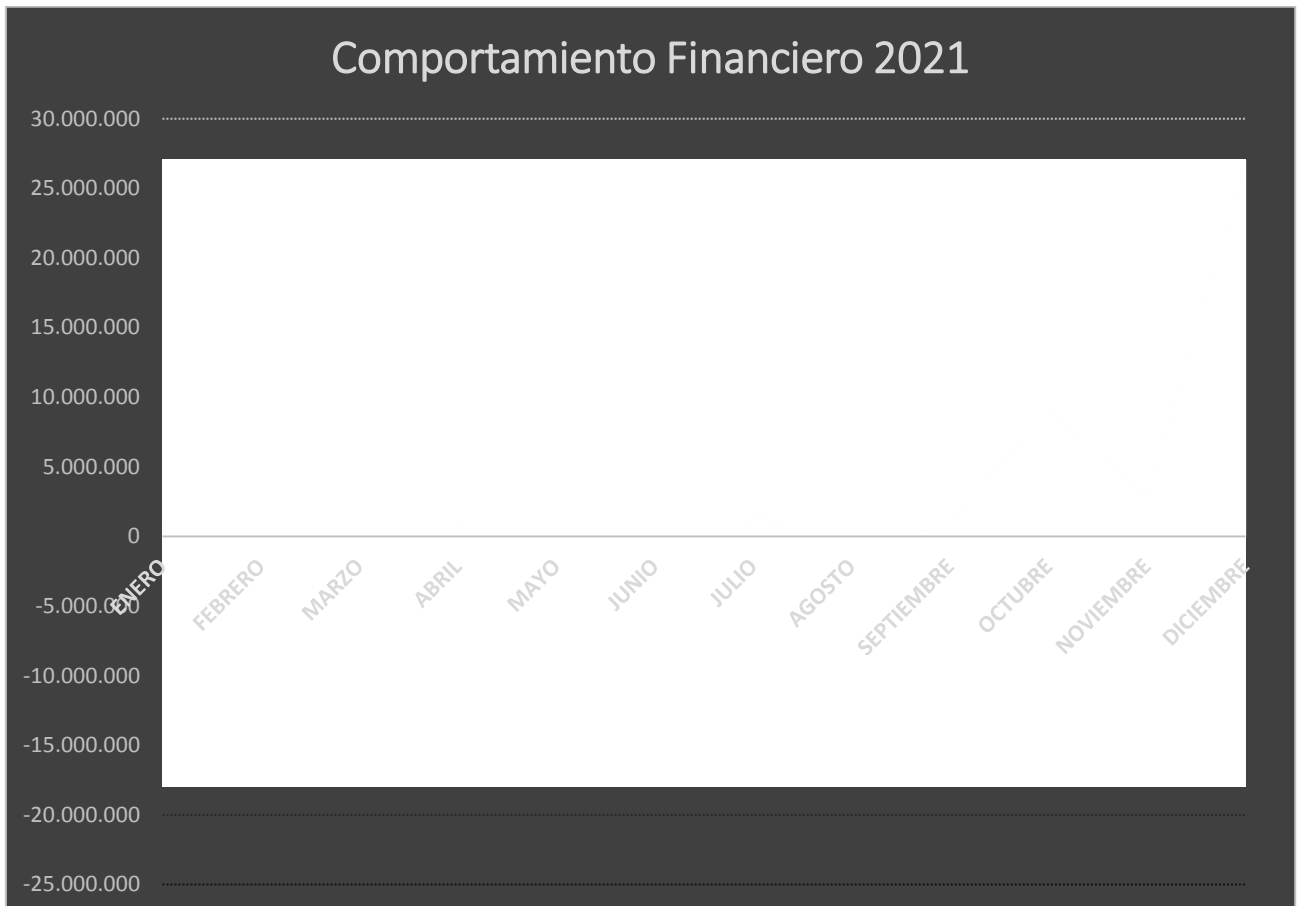 Comportamiento Financiero 2021
30.000.000
25.000.000
20.000.000
15.000.000
10.000.000
5.000.000
0
-5.000.000
-10.000.000
-15.000.000
-20.000.000
-25.000.000
ENERO
FEBRERO
MARZO
ABRIL
MAYO
JUNIO
JULIO
AGOSTO
SEPTIEMBRE
OCTUBRE
NOVIEMBRE
DICIEMBRE